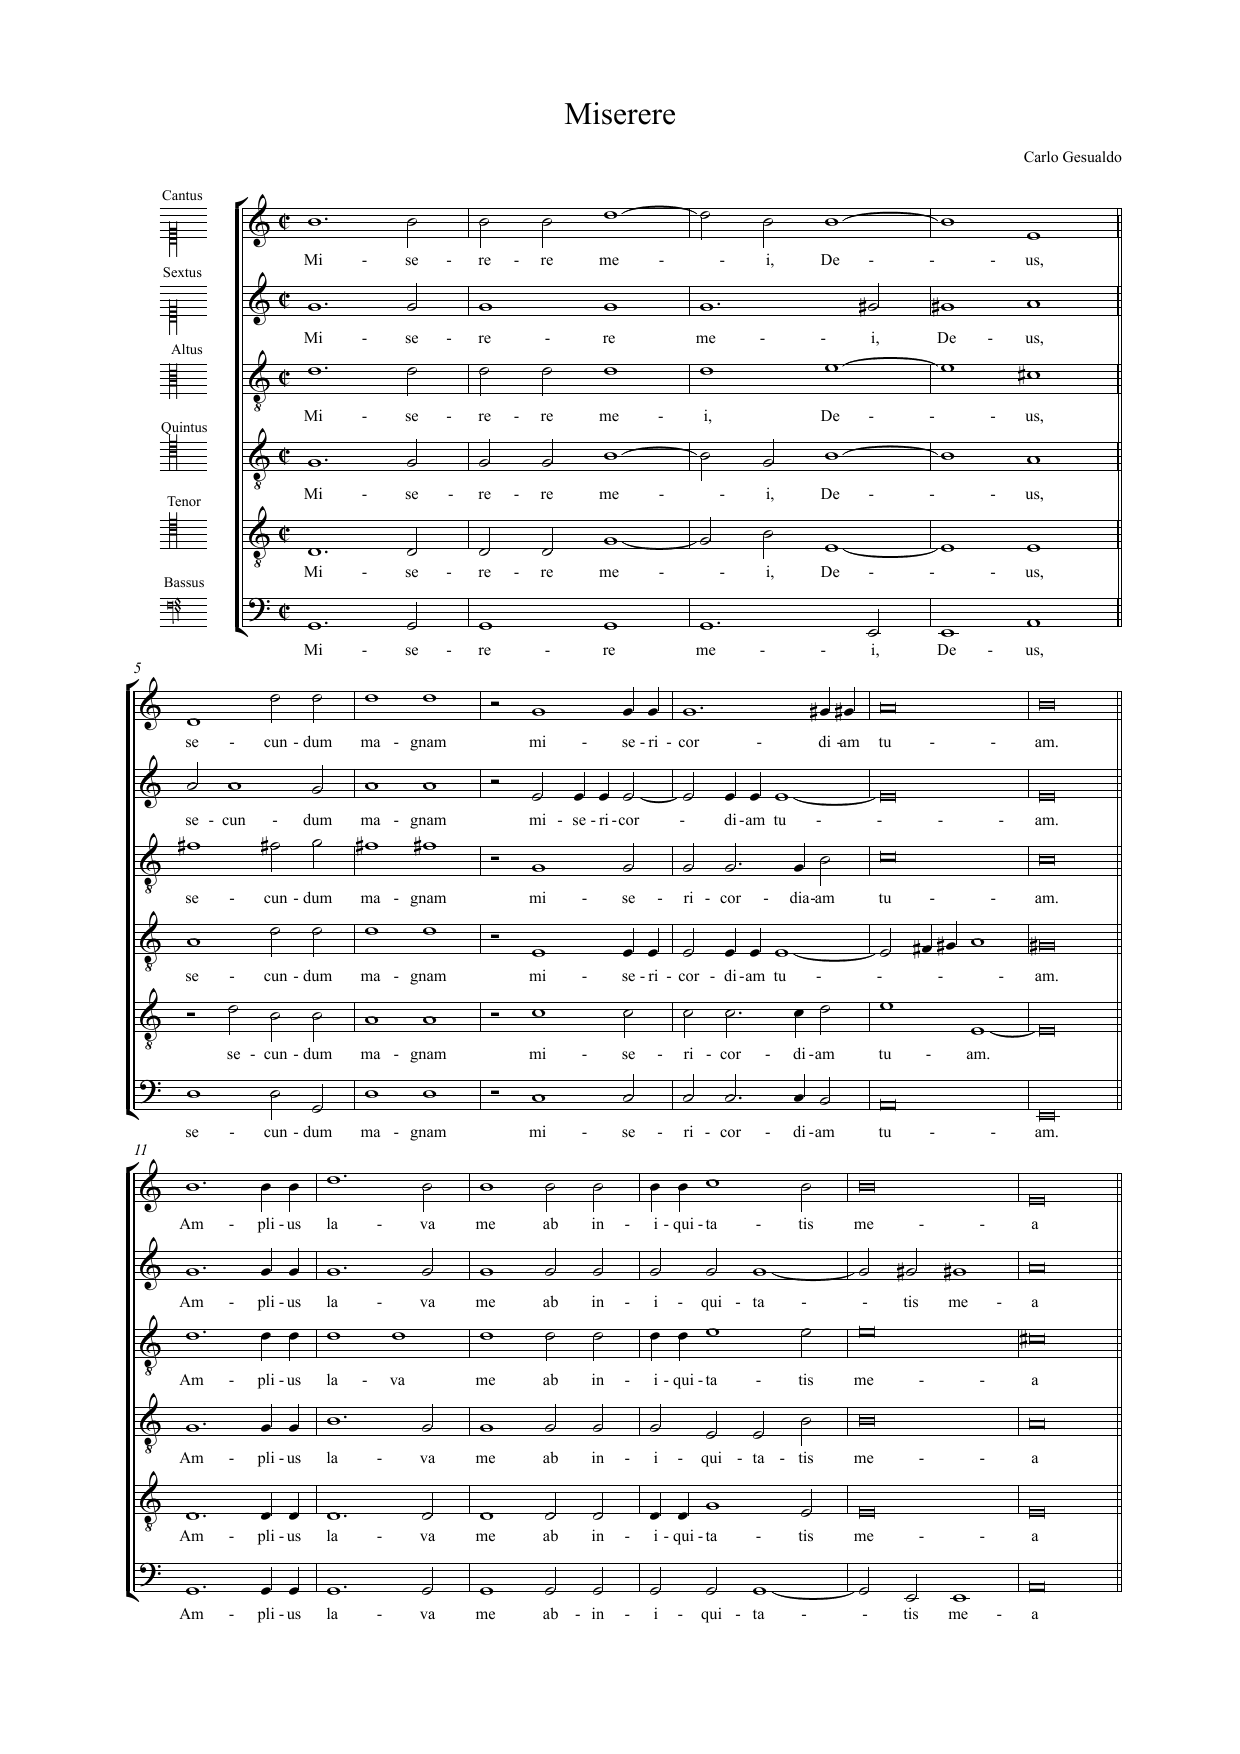 Miserere
Carlo Gesualdo
Cantus
Mi - se - re - re me - - i, De - - - us,
Sextus
Mi - se - re - re me - - i, De - us,
Altus
Mi - se - re - re me - i, De - - - us,
Quintus
Mi - se - re - re me - - i, De - - - us,
Tenor
Mi - se - re - re me - - i, De - - - us,
Bassus
Mi - se - re - re me - - i, De - us,
5
se - cun - dum ma - gnam mi - se - ri - cor - di - am tu - - am.
se - cun - dum ma - gnam mi - se - ri - cor - di - am tu - - - am.
se - cun - dum ma - gnam mi - se - ri - cor - dia - am tu - - am.
se - cun - dum ma - gnam mi - se - ri - cor - di - am tu - - - - am.
se - cun - dum ma - gnam mi - se - ri - cor - di - am tu - am.
se - cun - dum ma - gnam mi - se - ri - cor - di - am tu - - am.
11
Am - pli - us la - va me ab in - i - qui - ta - tis me - - a
Am - pli - us la - va me ab in - i - qui - ta - - tis me - a
Am - pli - us la - va me ab in - i - qui - ta - tis me - - a
Am - pli - us la - va me ab in - i - qui - ta - tis me - - a
Am - pli - us la - va me ab in - i - qui - ta - tis me - - a
Am - pli - us la - va me ab - in - i - qui - ta - - tis me - a